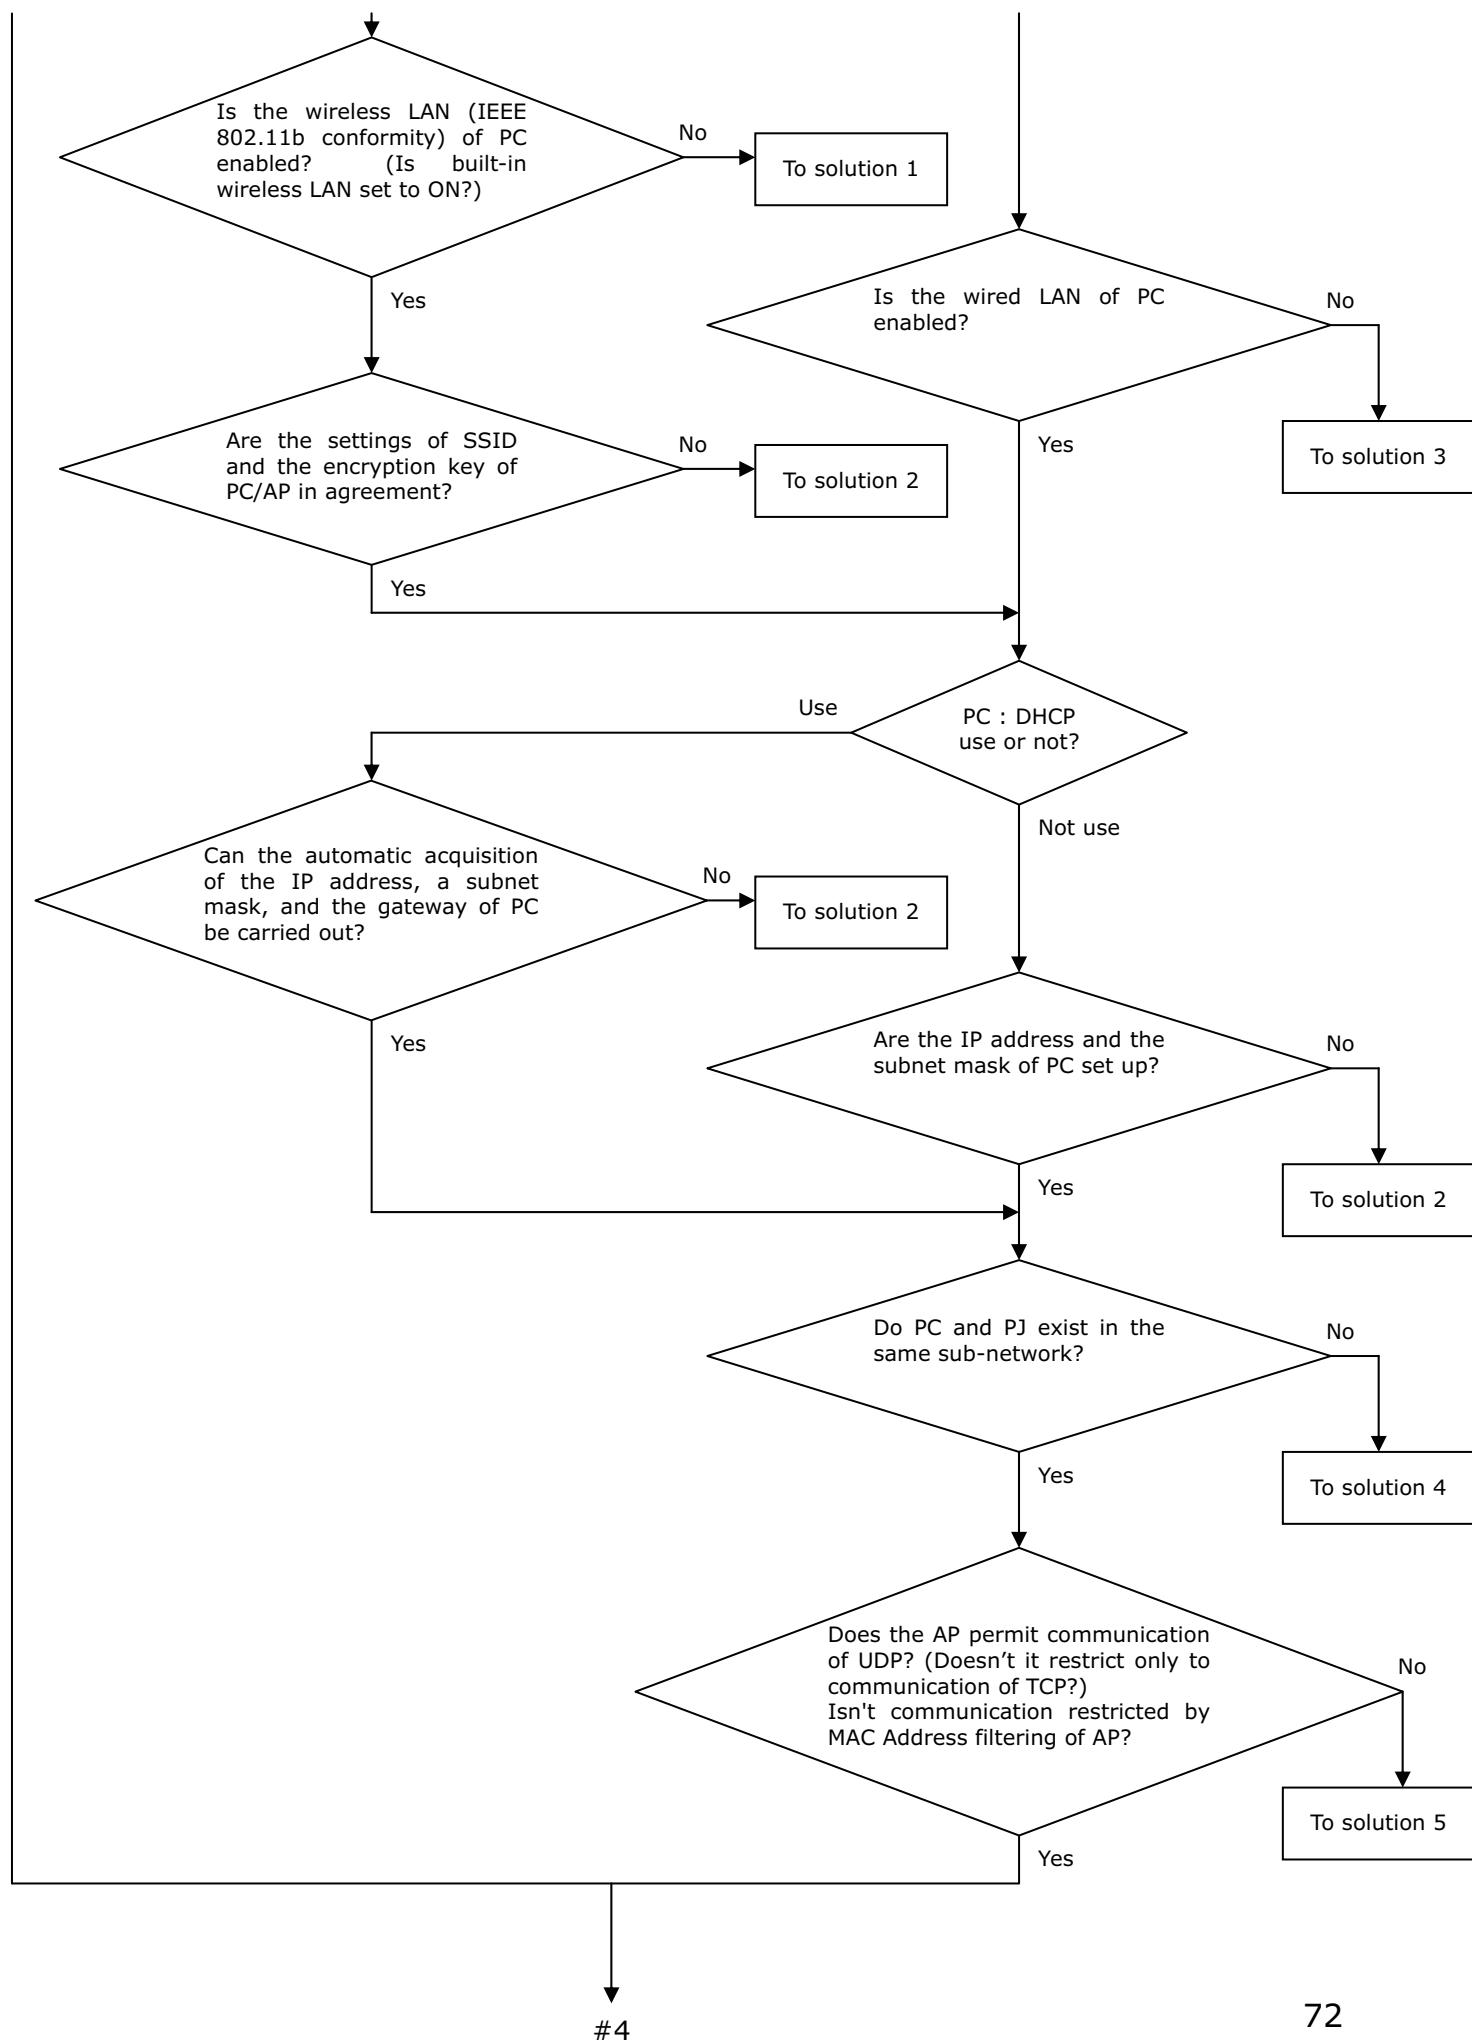 Is the wireless LAN (IEEE
802.11b conformity) of PC
enabled? (Is built-in
wireless LAN set to ON?)
No
To solution 1
Yes
Is the wired LAN of PC
enabled?
No
To solution 3
Yes
Are the settings of SSID
and the encryption key of
PC/AP in agreement?
No
To solution 2
Yes
PC : DHCP
use or not?
Use
Not use
Can the automatic acquisition
of the IP address, a subnet
mask, and the gateway of PC
be carried out?
No
To solution 2
Yes
Are the IP address and the
subnet mask of PC set up?
No
To solution 2
Yes
Do PC and PJ exist in the
same sub-network?
No
To solution 4
Yes
Does the AP permit communication
of UDP? (Doesn’t it restrict only to
communication of TCP?)
Isn't communication restricted by
MAC Address filtering of AP?
No
To solution 5
Yes
#4
72